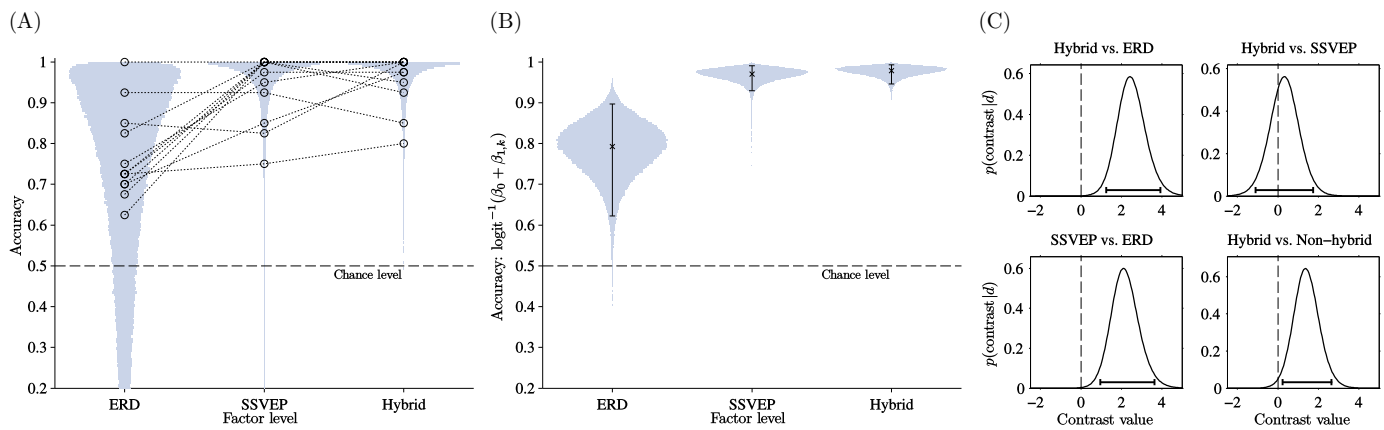 (A)
Accuracy
1
0.9
0.8
0.7
0.6
0.5
0.4
0.3
0.2
Chance level
ERD
SSVEP
Hybrid
Factor level
(B)
Accuracy: logit⁻¹(β₀ + β₁,ₖ)
1
0.9
0.8
0.7
0.6
0.5
0.4
0.3
0.2
Chance level
ERD
SSVEP
Hybrid
Factor level
(C)
Hybrid vs. ERD
p(contrast |d)
0.6
0.4
0.2
0
−2 0 2 4
Hybrid vs. SSVEP
0.6
0.4
0.2
0
−2 0 2 4
SSVEP vs. ERD
p(contrast |d)
0.6
0.4
0.2
0
−2 0 2 4
Contrast value
Hybrid vs. Non−hybrid
0.6
0.4
0.2
0
−2 0 2 4
Contrast value